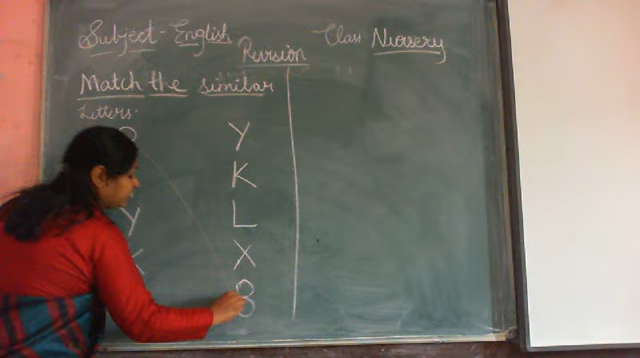 Subject - English Class Nursery
Revision
Match the similar
Letters.
Y
K
L
Y X
B